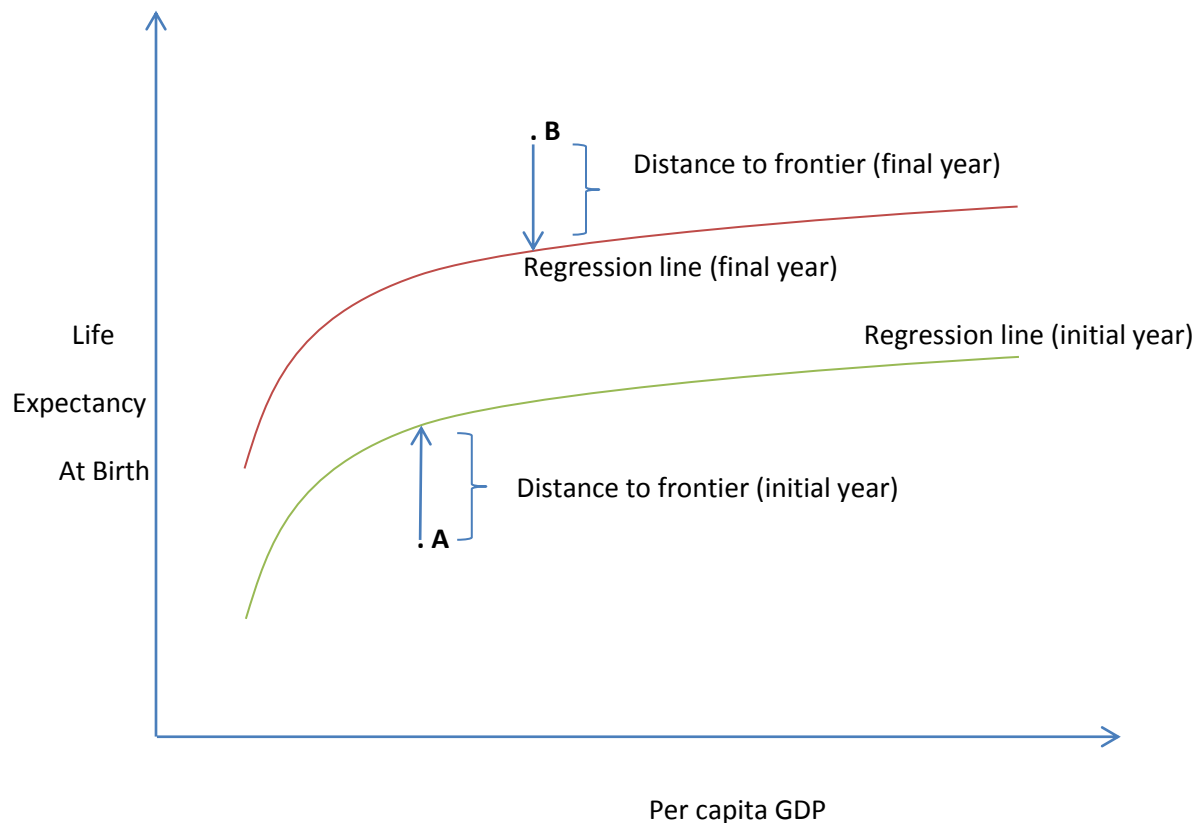 . B
Distance to frontier (final year)
Regression line (final year)
Life
Expectancy
At Birth
Regression line (initial year)
Distance to frontier (initial year)
. A
Per capita GDP